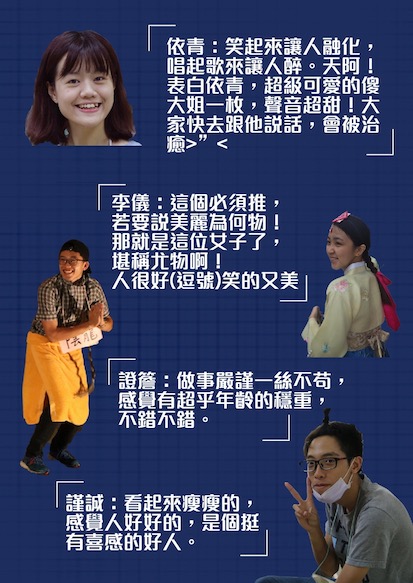 依青：笑起來讓人融化，
唱起歌來讓人醉。天阿！
表白依青，超級可愛的傻
大姐一枚，聲音超甜！大
家快去跟他説話，會被治
癒>”<
李儀：這個必須推，
若要説美麗為何物！
那就是這位女子了，
堪稱尤物啊！
人很好(逗號)笑的又美
證簷：做事嚴謹一絲不苟，
感覺有超乎年齡的穩重，
不錯不錯。
謹誠：看起來瘦瘦的，
感覺人好好的，是個挺
有喜感的好人。